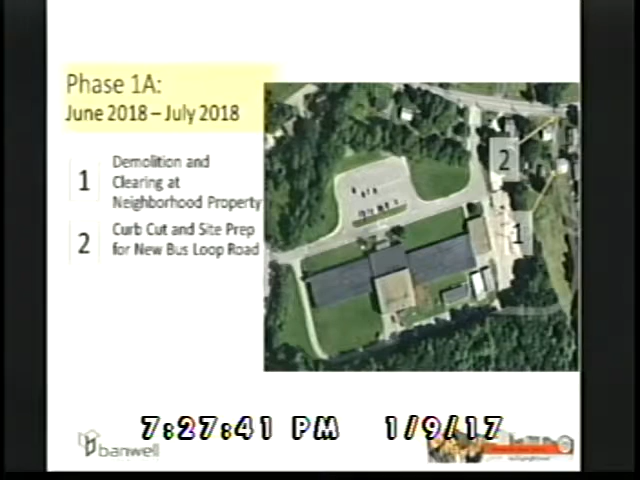 Phase 1A:
June 2018 – July 2018
1
Demolition and
Clearing at
Neighborhood Property
2
Curb Cut and Site Prep
for New Bus Loop Road
2
1
7:27:41 PM 1/9/17
banwell